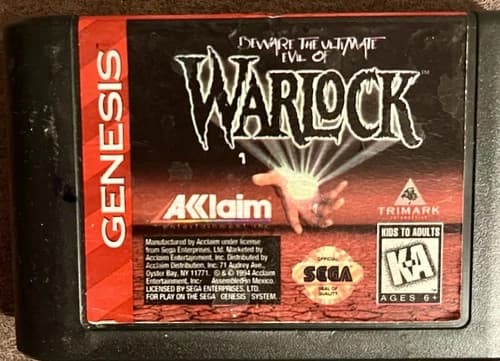 GENESIS
BEWARE THE ULTIMATE
EVIL OF
WARLOCK™
AKklaim
entertainment inc.
TRIMARK
INTERACTIVE
Manufactured by Acclaim under license
from Sega Enterprises, Ltd. Marketed by
Acclaim Entertainment, Inc. Distributed by
Acclaim Distribution, Inc. 71 Audrey Ave.,
Oyster Bay, NY 11771. ® & © 1994 Acclaim
Entertainment, Inc. Assembled in Mexico.
LICENSED BY SEGA ENTERPRISES, LTD.
FOR PLAY ON THE SEGA GENESIS SYSTEM.
OFFICIAL
SEGA
SEAL OF
QUALITY
KIDS TO ADULTS
K-A
AGES 6+